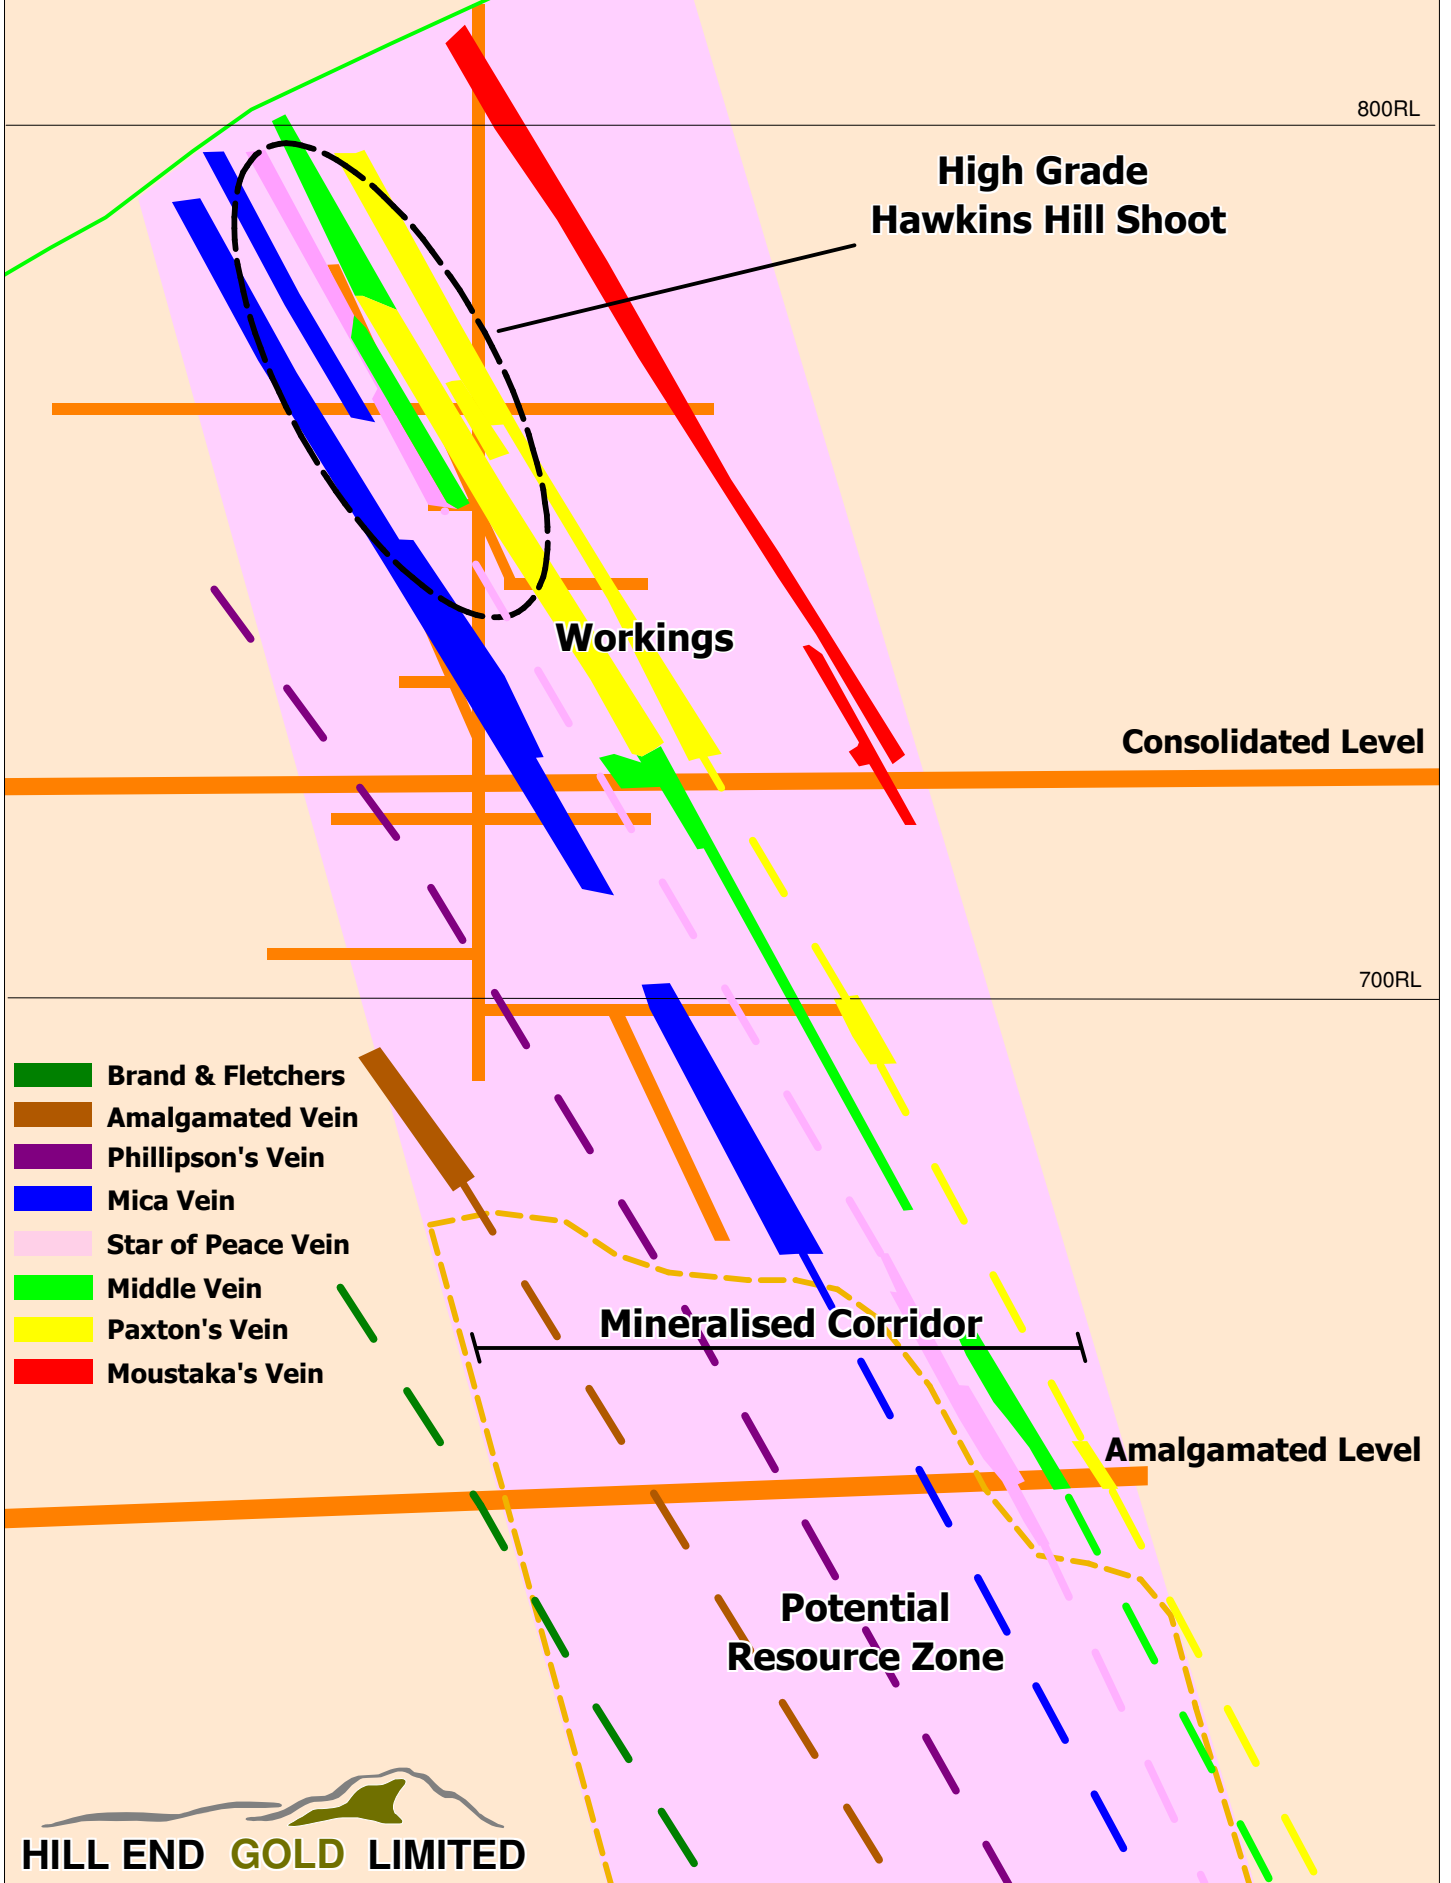 800RL
High Grade
Hawkins Hill Shoot
Workings
Consolidated Level
700RL
Brand & Fletchers
Amalgamated Vein
Phillipson's Vein
Mica Vein
Star of Peace Vein
Middle Vein
Paxton's Vein
Moustaka's Vein
Mineralised Corridor
Amalgamated Level
Potential
Resource Zone
HILL END GOLD LIMITED